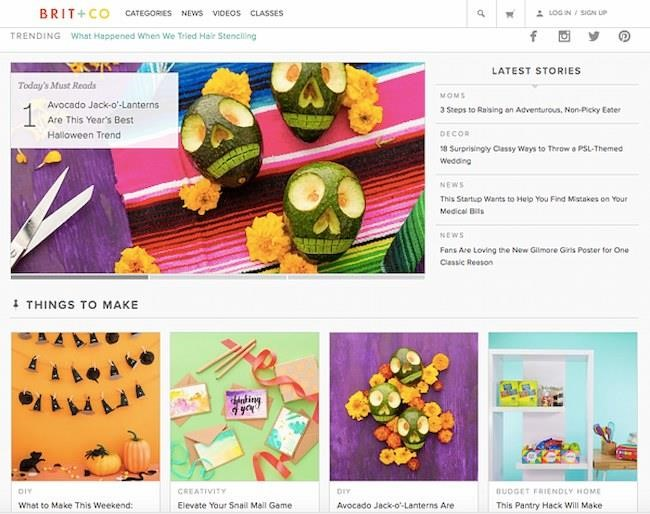 BRIT+CO
CATEGORIES NEWS VIDEOS CLASSES
LOG IN / SIGN UP
TRENDING What Happened When We Tried Hair Stenciling
Today's Must Reads
1
Avocado Jack-o'-Lanterns
Are This Year's Best
Halloween Trend
LATEST STORIES
MOMS
3 Steps to Raising an Adventurous, Non-Picky Eater
DECOR
18 Surprisingly Classy Ways to Throw a PSL-Themed
Wedding
NEWS
This Startup Wants to Help You Find Mistakes on Your
Medical Bills
NEWS
Fans Are Loving the New Gilmore Girls Poster for One
Classic Reason
THINGS TO MAKE
thinking
of you
DIY
What to Make This Weekend:
CREATIVITY
Elevate Your Snail Mail Game
DIY
Avocado Jack-o'-Lanterns Are
BUDGET FRIENDLY HOME
This Pantry Hack Will Make